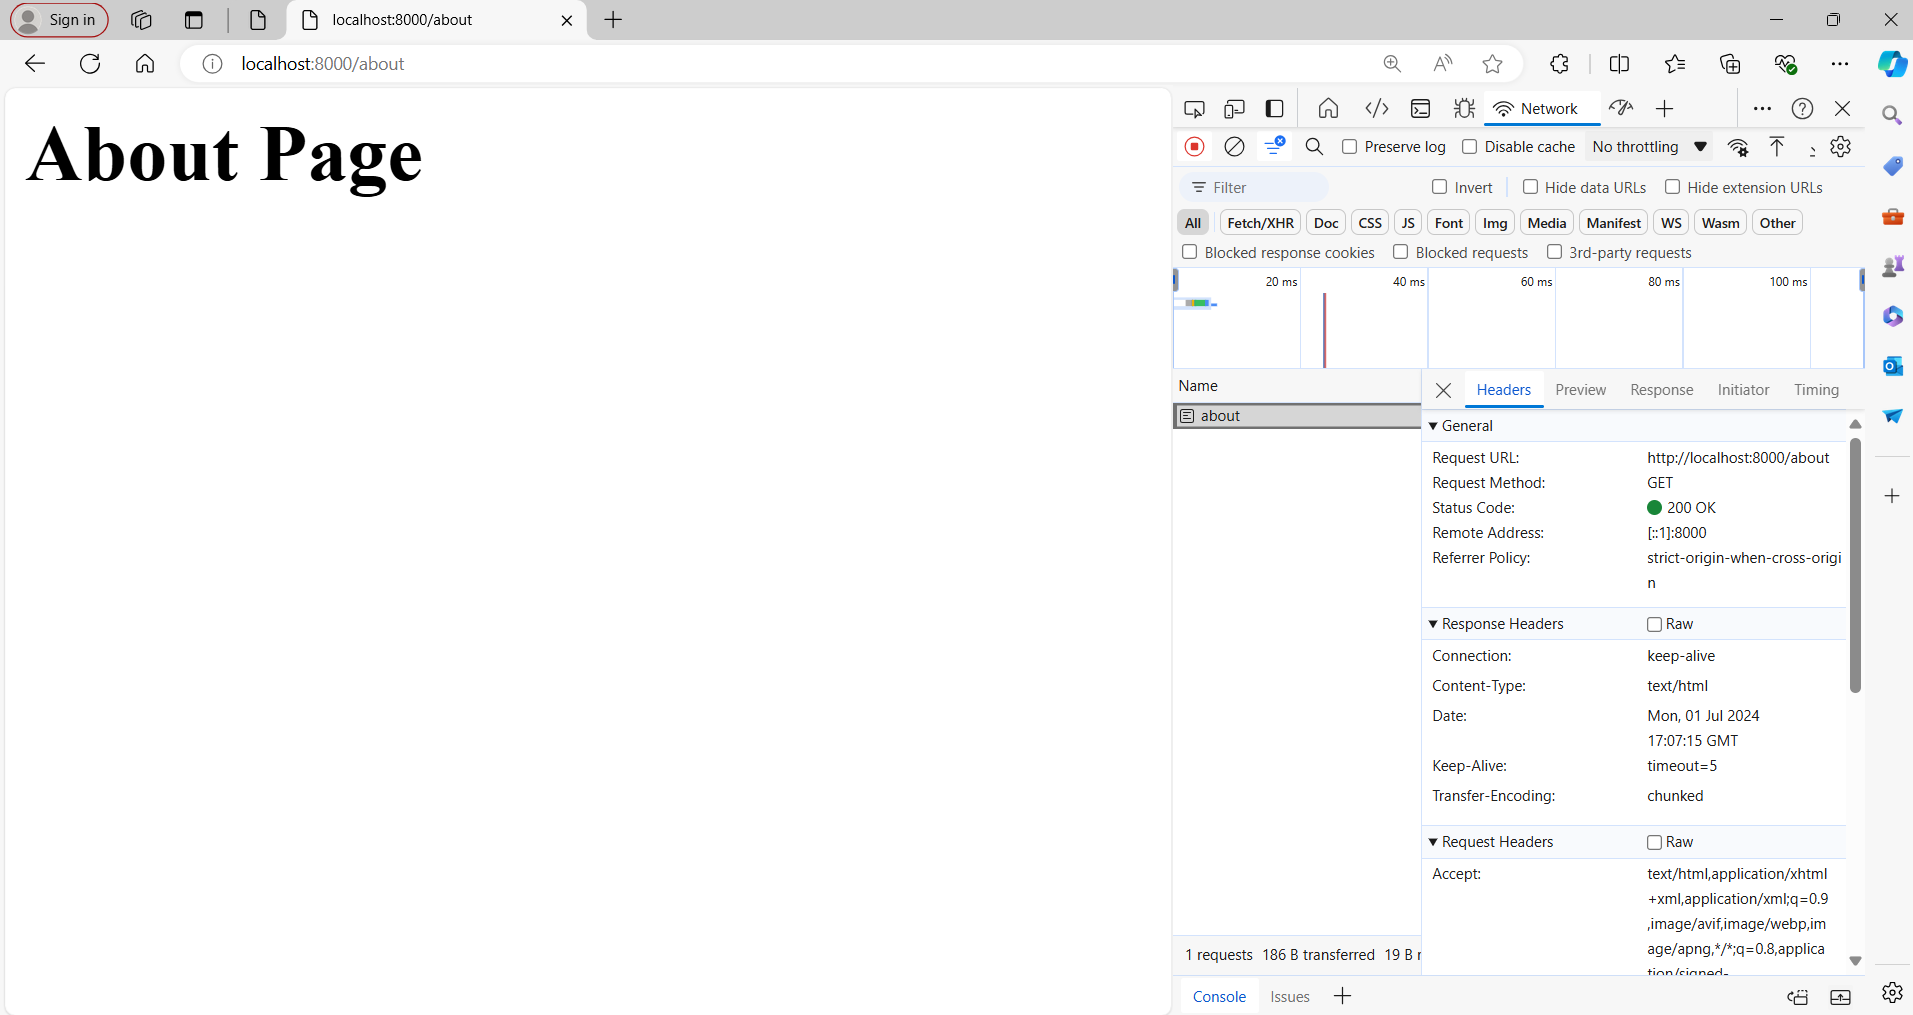 Sign in
localhost:8000/about
localhost:8000/about
About Page
Network
Preserve log
Disable cache
No throttling
Filter
Invert
Hide data URLs
Hide extension URLs
All
Fetch/XHR
Doc
CSS
JS
Font
Img
Media
Manifest
WS
Wasm
Other
Blocked response cookies
Blocked requests
3rd-party requests
20 ms
40 ms
60 ms
80 ms
100 ms
Name
about
Headers
Preview
Response
Initiator
Timing
General
Request URL: http://localhost:8000/about
Request Method: GET
Status Code: 200 OK
Remote Address: [::1]:8000
Referrer Policy: strict-origin-when-cross-origi
n
Response Headers Raw
Connection: keep-alive
Content-Type: text/html
Date: Mon, 01 Jul 2024
17:07:15 GMT
Keep-Alive: timeout=5
Transfer-Encoding: chunked
Request Headers Raw
Accept: text/html,application/xhtml
+xml,application/xml;q=0.9
,image/avif,image/webp,im
age/apng,*/*;q=0.8,applica
tion/signed-
1 requests 186 B transferred 19 B r
Console
Issues